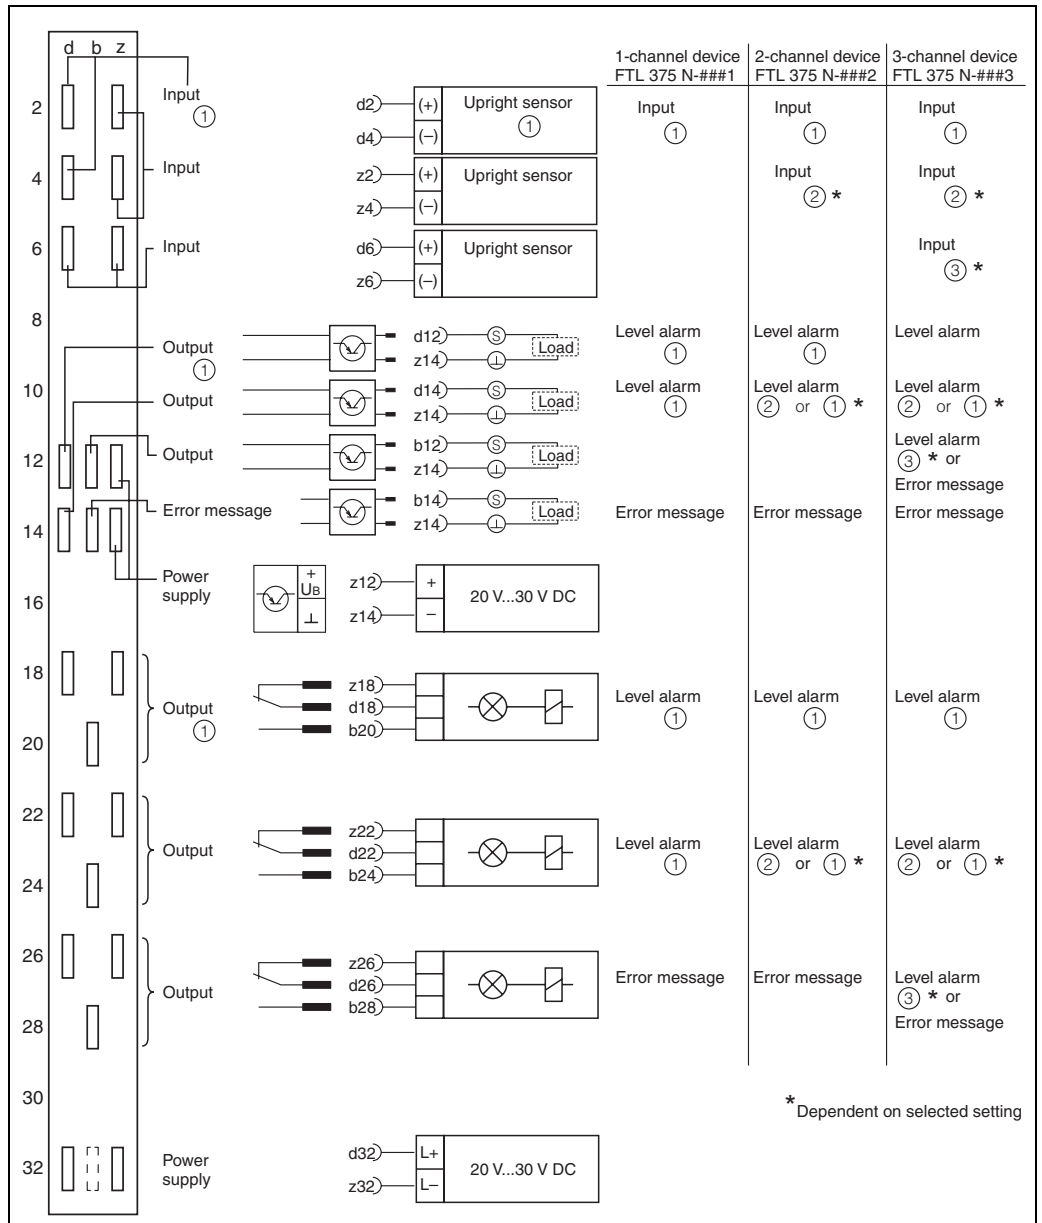 d b z
1-channel device
FTL 375 N-###1
2-channel device
FTL 375 N-###2
3-channel device
FTL 375 N-###3
2
Input
①
d2
(+)
Upright sensor
①
d4
(–)
Input
①
Input
①
Input
①
4
Input
z2
(+)
Upright sensor
z4
(–)
Input
② *
Input
② *
6
Input
d6
(+)
Upright sensor
z6
(–)
Input
③ *
8
Output
①
d12
S
Load
z14
⊥
Level alarm
①
Level alarm
①
Level alarm
10
Output
d14
S
Load
z14
⊥
Level alarm
①
Level alarm
② or ① *
Level alarm
② or ① *
12
Output
b12
S
Load
z14
⊥
Level alarm
③ * or
Error message
14
Error message
b14
S
Load
z14
⊥
Error message
Error message
Error message
16
Power
supply
+
UB
⊥
z12
+
20 V...30 V DC
z14
–
18
20
Output
①
z18
d18
b20
Level alarm
①
Level alarm
①
Level alarm
①
22
24
Output
z22
d22
b24
Level alarm
①
Level alarm
② or ① *
Level alarm
② or ① *
26
28
Output
z26
d26
b28
Error message
Error message
Level alarm
③ * or
Error message
30
* Dependent on selected setting
32
Power
supply
d32
L+
20 V...30 V DC
z32
L–